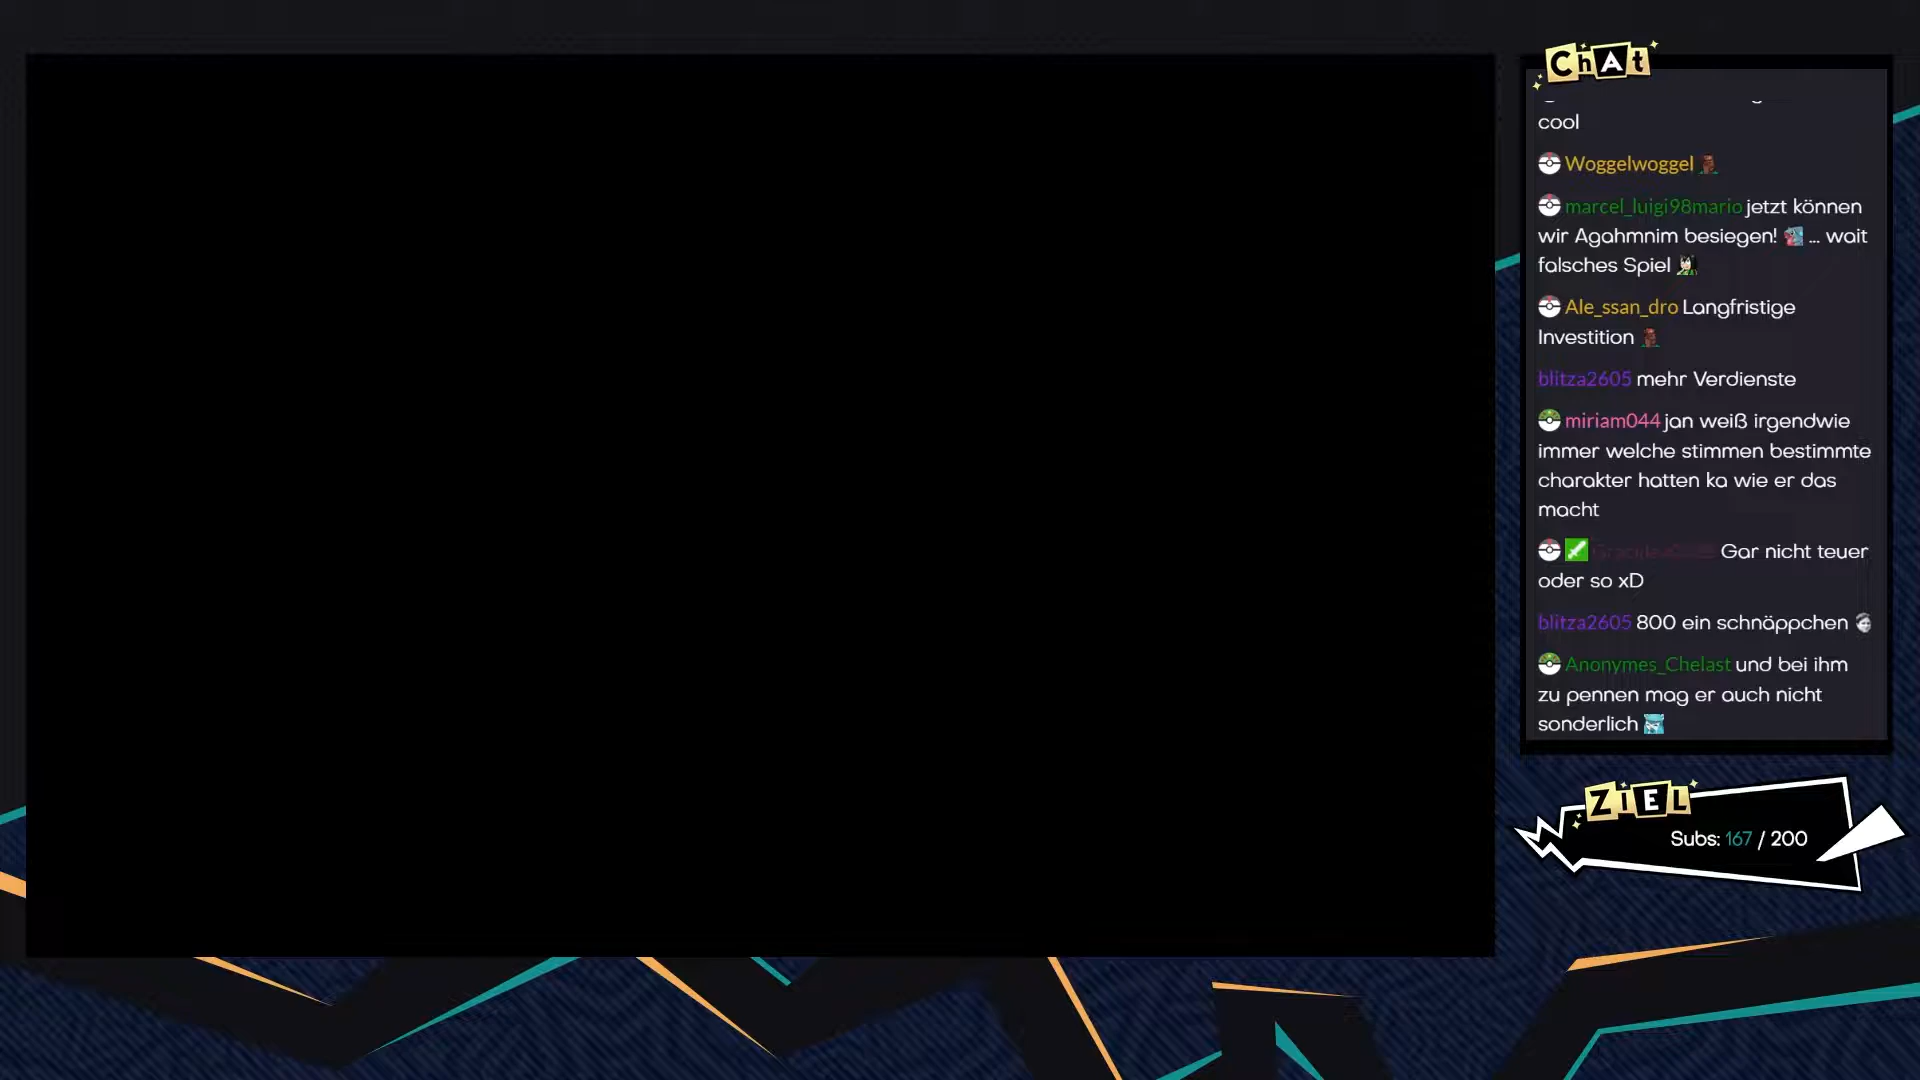 ChAt
cool
Woggelwoggel
marcel_luigi98mario jetzt können
wir Agahmnim besiegen! ... wait
falsches Spiel
Ale_ssan_dro Langfristige
Investition
blitza2605 mehr Verdienste
miriam044 jan weiß irgendwie
immer welche stimmen bestimmte
charakter hatten ka wie er das
macht
Gar nicht teuer
oder so xD
blitza2605 800 ein schnäppchen
Anonymes_Chelast und bei ihm
zu pennen mag er auch nicht
sonderlich
ZiEL
Subs: 167 / 200